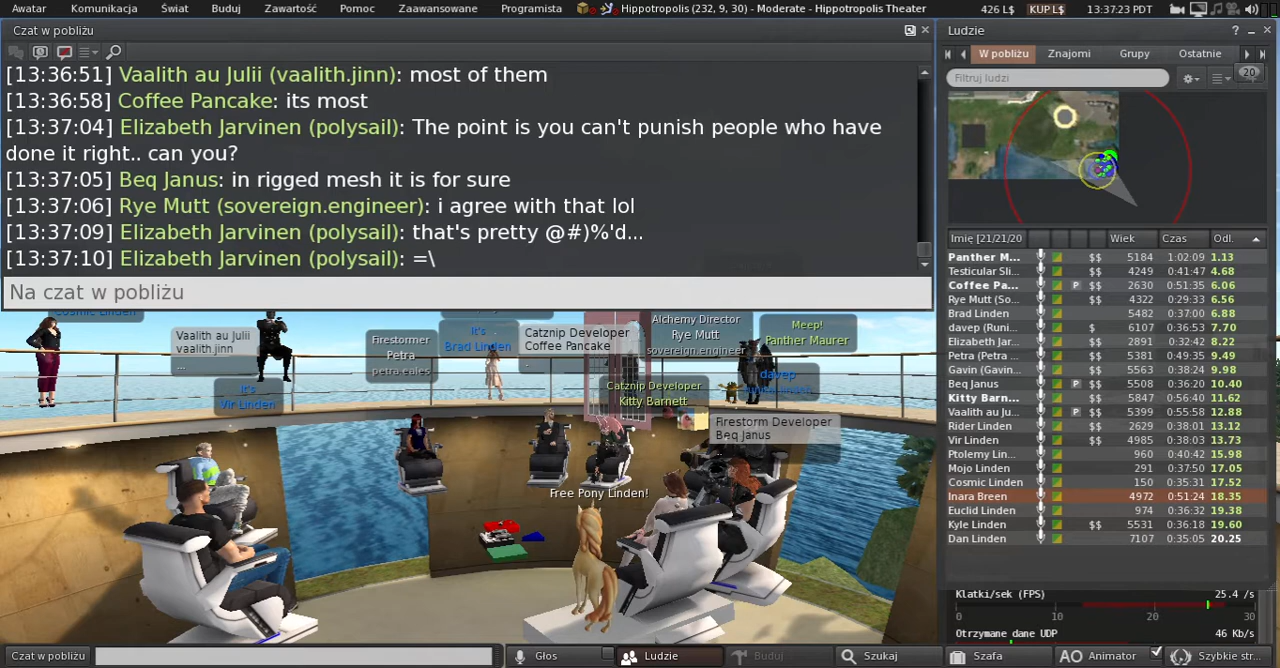 Awatar Komunikacja Świat Buduj Zawartość Pomoc Zaawansowane Programista Hippotropolis (232, 9, 30) - Moderate - Hippotropolis Theater 426 L$ KUP L$ 13:37:23 PDT
Czat w pobliżu
[13:36:51] Vaalith au Julii (vaalith.jinn): most of them
[13:36:58] Coffee Pancake: its most
[13:37:04] Elizabeth Jarvinen (polysail): The point is you can't punish people who have
done it right.. can you?
[13:37:05] Beq Janus: in rigged mesh it is for sure
[13:37:06] Rye Mutt (sovereign.engineer): i agree with that lol
[13:37:09] Elizabeth Jarvinen (polysail): that's pretty @#)%'d...
[13:37:10] Elizabeth Jarvinen (polysail): =\
Na czat w pobliżu
Cosmic Linden
Vaalith au Julii
vaalith.jinn
...
It's
Vir Linden
Firestormer
Petra
petra.eales
It's
Brad Linden
Catznip Developer
Coffee Pancake
Alchemy Director
Rye Mutt
sovereign.engineer
Meep!
Panther Maurer
davep
Catznip Developer
Kitty Barnett
Firestorm Developer
Beq Janus
Free Pony Linden!
Ludzie
W pobliżu Znajomi Grupy Ostatnie
Filtruj ludzi
20
Imię [21/21/20 Wiek Czas Odl.
Panther M... $$ 5184 1:02:09 1.13
Testicular Sli... $$ 4249 0:41:47 4.68
Coffee Pa... P $$ 2630 0:51:35 6.06
Rye Mutt (So... $$ 4322 0:29:33 6.56
Brad Linden 5482 0:37:00 6.88
davep (Runi... $ 6107 0:36:53 7.70
Elizabeth Jar... 2891 0:32:42 8.22
Petra (Petra ... $$ 5381 0:49:35 9.49
Gavin (Gavin... $$ 5563 0:38:24 9.98
Beq Janus P $$ 5508 0:36:20 10.40
Kitty Barn... $$ 5847 0:56:40 11.62
Vaalith au Ju... P $$ 5399 0:55:58 12.88
Rider Linden $$ 2629 0:38:01 13.12
Vir Linden $$ 4985 0:38:03 13.73
Ptolemy Lin... 960 0:40:42 15.98
Mojo Linden 291 0:37:50 17.05
Cosmic Linden 150 0:35:31 17.52
Inara Breen 4972 0:51:24 18.35
Euclid Linden 974 0:36:32 19.38
Kyle Linden $$ 5531 0:36:18 19.60
Dan Linden 7107 0:35:05 20.25
Klatki/sek (FPS) 25.4 /s
0 10 20 30
Otrzymane dane UDP 46 Kb/s
Czat w pobliżu Głos Ludzie Buduj Szukaj Szafa AO Animator Szybkie str...